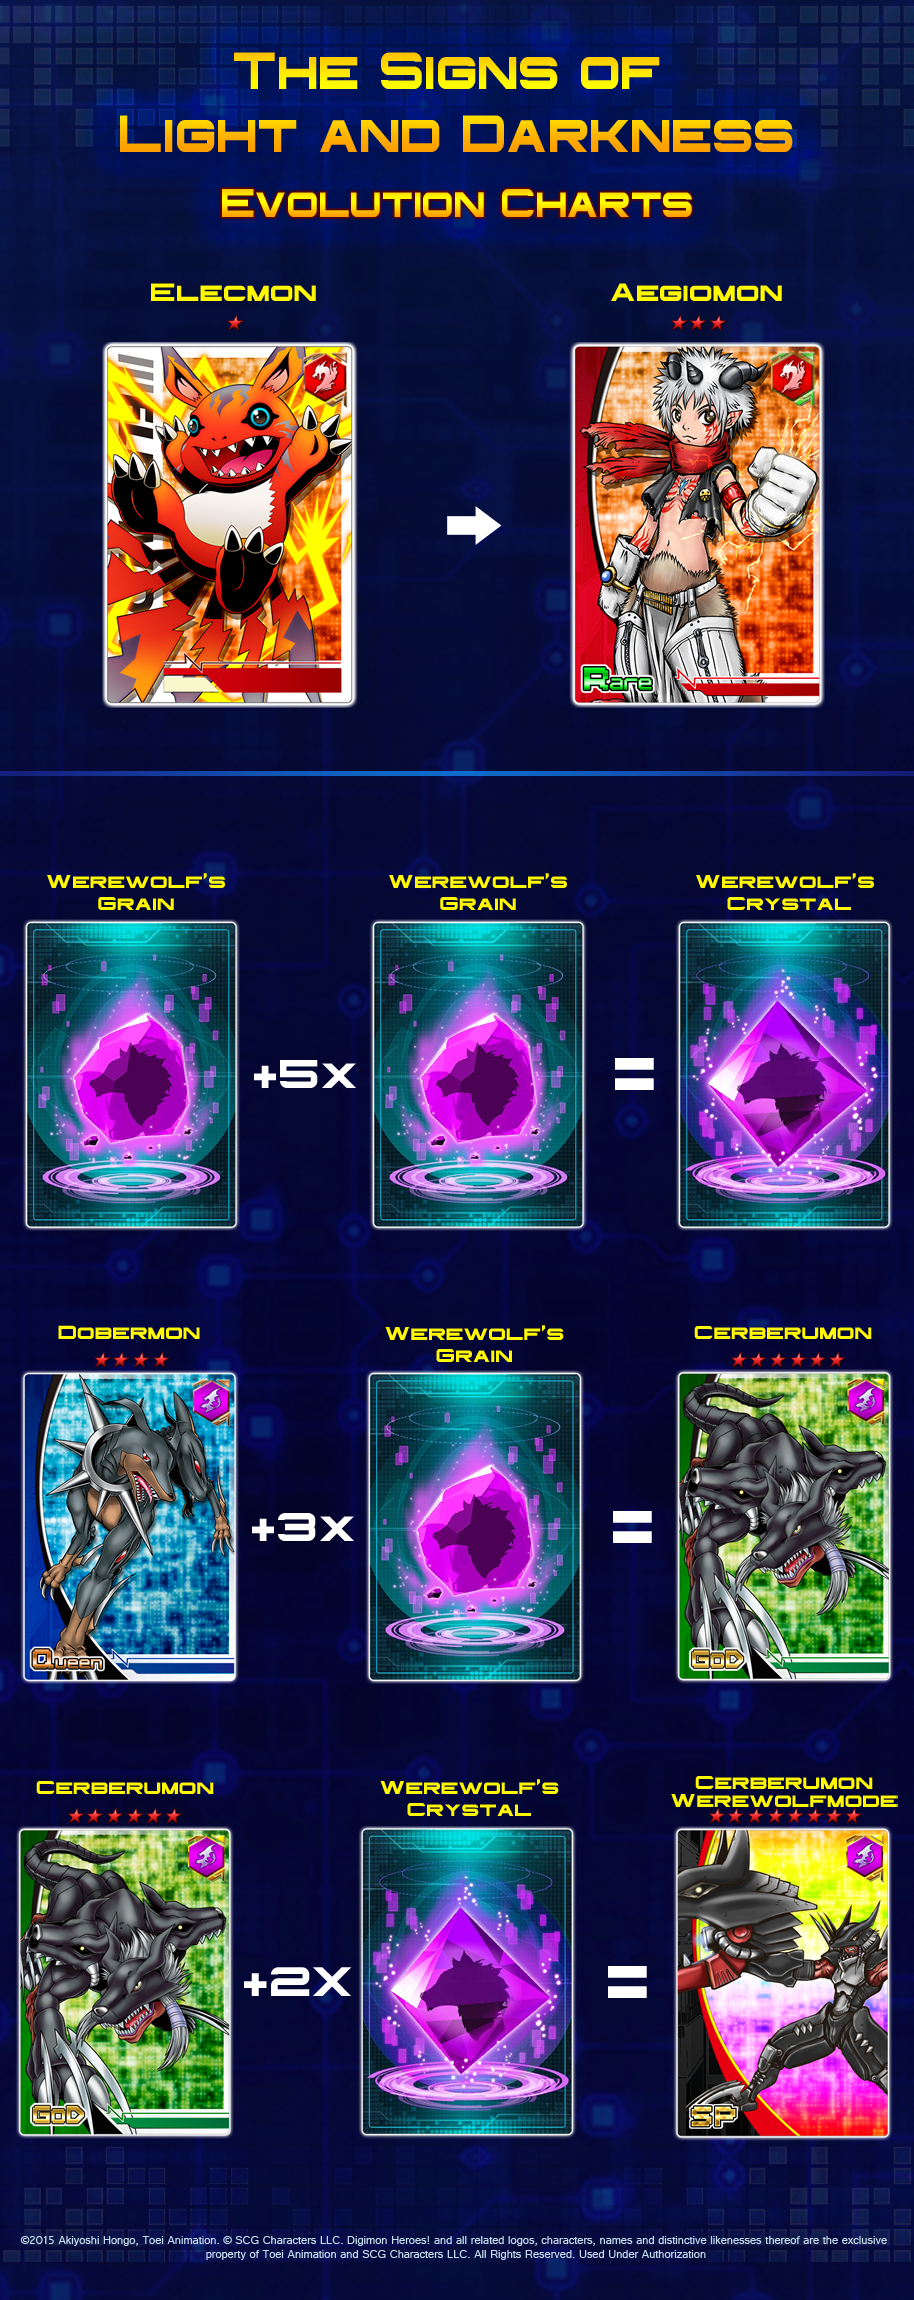 The Signs of
Light and Darkness
Evolution Charts
Elecmon
Aegiomon
Rare
Werewolf's
Grain
Werewolf's
Grain
Werewolf's
Crystal
+5x
=
Dobermon
Werewolf's
Grain
Cerberumon
Queen
+3x
=
God
Cerberumon
Werewolf's
Crystal
Cerberumon
Werewolfmode
God
+2x
=
SP
©2015 Akiyoshi Hongo, Toei Animation. © SCG Characters LLC. Digimon Heroes! and all related logos, characters, names and distinctive likenesses thereof are the exclusive
property of Toei Animation and SCG Characters LLC. All Rights Reserved. Used Under Authorization